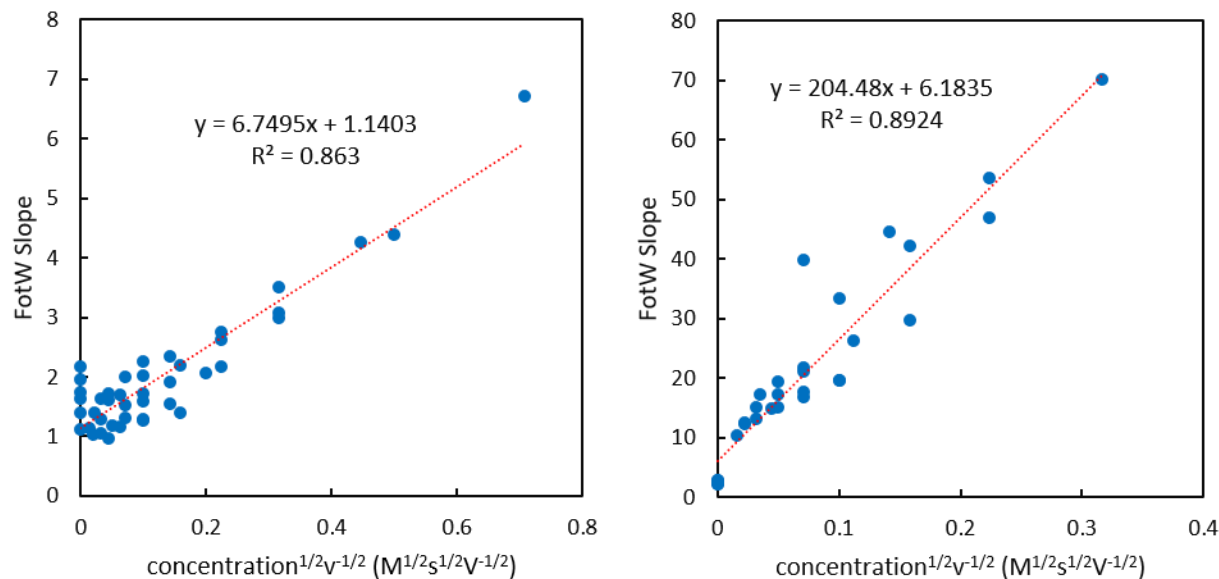 8
7
6
5
4
3
2
1
0
FotW Slope
y = 6.7495x + 1.1403
R² = 0.863
0 0.2 0.4 0.6 0.8
concentration¹/²v⁻¹/² (M¹/²s¹/²V⁻¹/²)
80
70
60
50
40
30
20
10
0
FotW Slope
y = 204.48x + 6.1835
R² = 0.8924
0 0.1 0.2 0.3 0.4
concentration¹/²v⁻¹/² (M¹/²s¹/²V⁻¹/²)